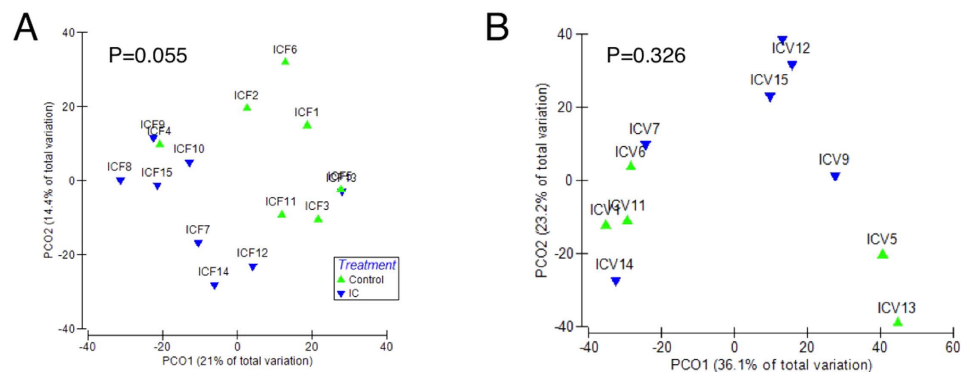 A
P=0.055
40
20
0
-20
-40
-40
-20
0
20
40
PCO2 (14.4% of total variation)
PCO1 (21% of total variation)
ICF6
ICF2
ICF1
ICF9
ICF4
ICF10
ICF8
ICF15
ICF5
ICF13
ICF11
ICF3
ICF7
ICF12
ICF14
Treatment
Control
IC
B
P=0.326
40
20
0
-20
-40
-40
-20
0
20
40
60
PCO2 (23.2% of total variation)
PCO1 (36.1% of total variation)
ICV12
ICV15
ICV7
ICV6
ICV9
ICV1
ICV11
ICV5
ICV14
ICV13